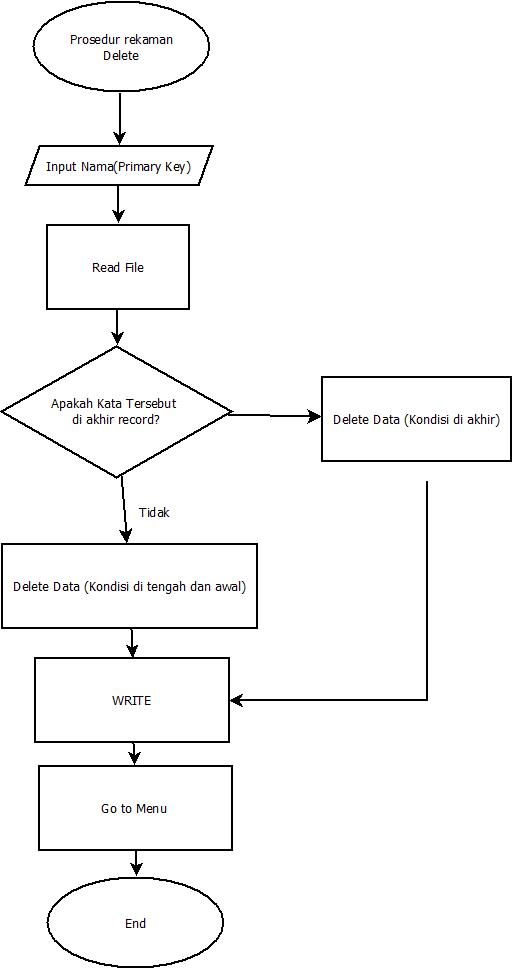 Prosedur rekaman
Delete
Input Nama(Primary Key)
Read File
Apakah Kata Tersebut
di akhir record?
Delete Data (Kondisi di akhir)
Tidak
Delete Data (Kondisi di tengah dan awal)
WRITE
Go to Menu
End